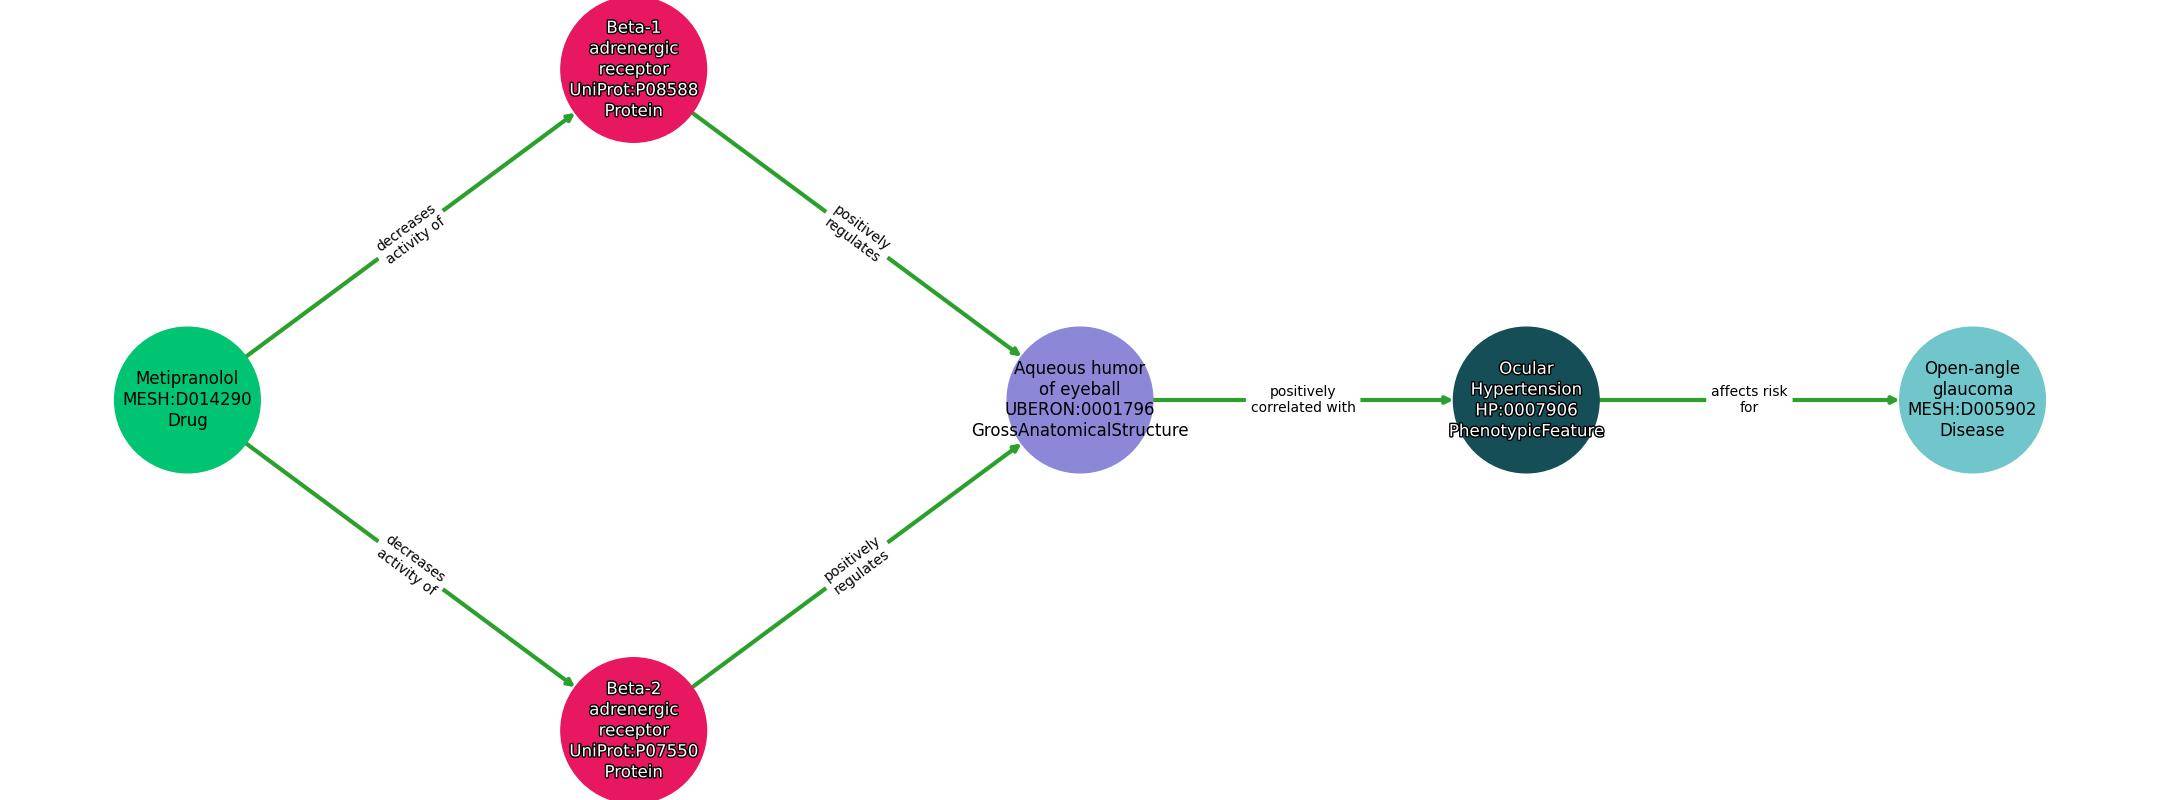 Beta-1
adrenergic
receptor
UniProt:P08588
Protein
decreases
activity of
positively
regulates
Metipranolol
MESH:D014290
Drug
Aqueous humor
of eyeball
UBERON:0001796
GrossAnatomicalStructure
positively
correlated with
Ocular
Hypertension
HP:0007906
PhenotypicFeature
affects risk
for
Open-angle
glaucoma
MESH:D005902
Disease
decreases
activity of
positively
regulates
Beta-2
adrenergic
receptor
UniProt:P07550
Protein